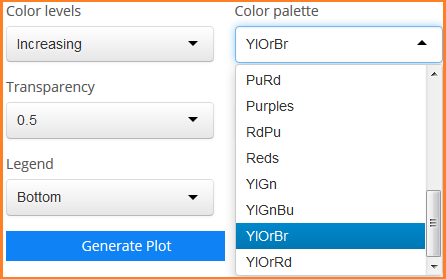 Color levels
Increasing
Transparency
0.5
Legend
Bottom
Generate Plot
Color palette
YlOrBr
PuRd
Purples
RdPu
Reds
YlGn
YlGnBu
YlOrBr
YlOrRd